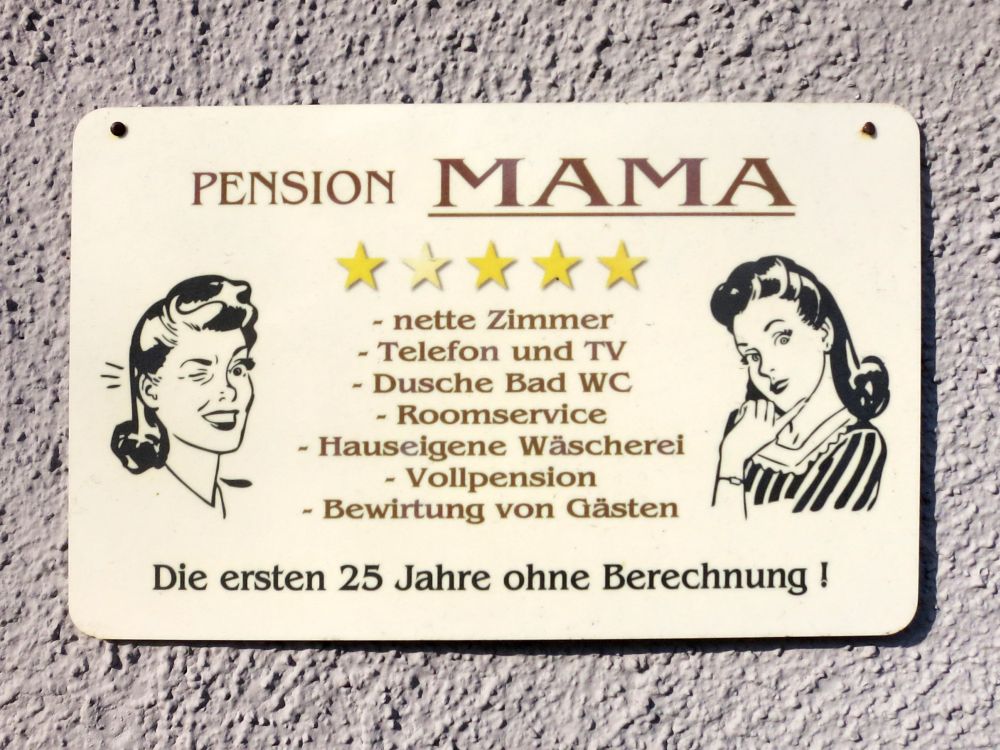 PENSION MAMA
- nette Zimmer
- Telefon und TV
- Dusche Bad WC
- Roomservice
- Hauseigene Wäscherei
- Vollpension
- Bewirtung von Gästen
Die ersten 25 Jahre ohne Berechnung !